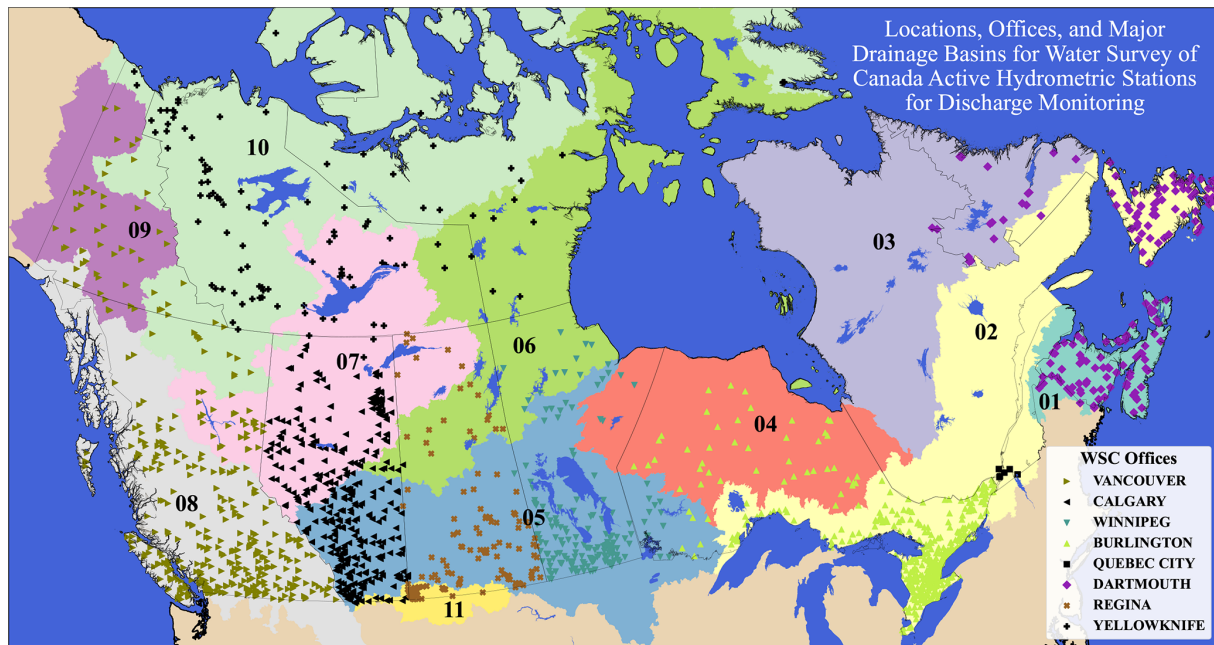 Locations, Offices, and Major
Drainage Basins for Water Survey of
Canada Active Hydrometric Stations
for Discharge Monitoring
10
09
03
02
06
07
01
04
08
05
11
WSC Offices
VANCOUVER
CALGARY
WINNIPEG
BURLINGTON
QUEBEC CITY
DARTMOUTH
REGINA
YELLOWKNIFE